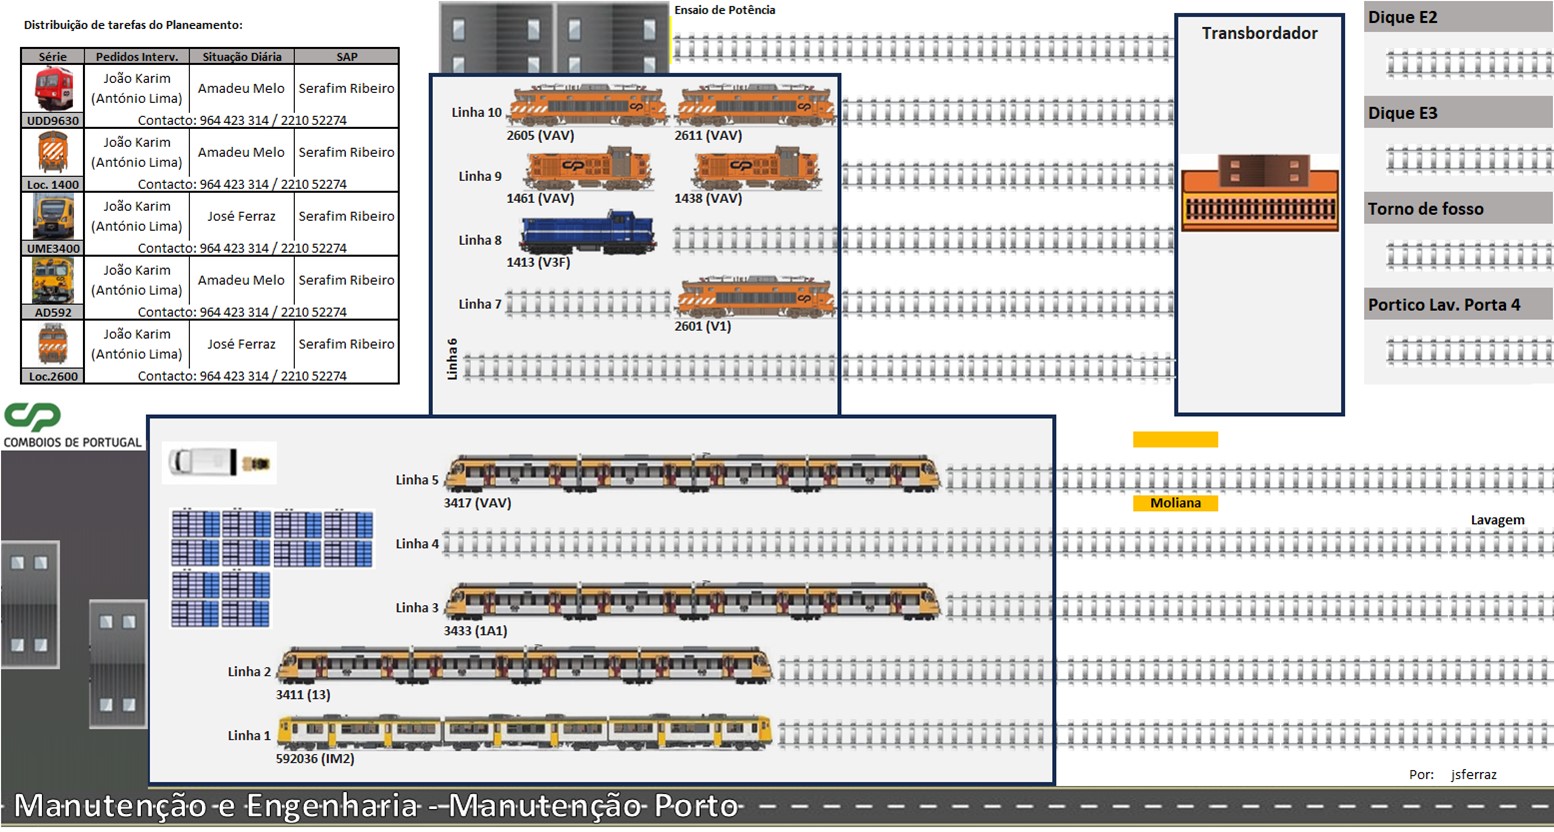 Distribuição de tarefas do Planeamento:
Série Pedidos Interv. Situação Diária SAP
João Karim
(António Lima) Amadeu Melo Serafim Ribeiro
UDD9630 Contacto: 964 423 314 / 2210 52274
João Karim
(António Lima) Amadeu Melo Serafim Ribeiro
Loc. 1400 Contacto: 964 423 314 / 2210 52274
João Karim
(António Lima) José Ferraz Serafim Ribeiro
UME3400 Contacto: 964 423 314 / 2210 52274
João Karim
(António Lima) Amadeu Melo Serafim Ribeiro
AD592 Contacto: 964 423 314 / 2210 52274
João Karim
(António Lima) José Ferraz Serafim Ribeiro
Loc.2600 Contacto: 964 423 314 / 2210 52274
CP
COMBOIOS DE PORTUGAL
Ensaio de Potência
Linha 10
2605 (VAV) 2611 (VAV)
Linha 9
1461 (VAV) 1438 (VAV)
Linha 8
1413 (V3F)
Linha 7
2601 (V1)
Linha 6
Transbordador
Dique E2
Dique E3
Torno de fosso
Portico Lav. Porta 4
Linha 5
3417 (VAV)
Moliana
Lavagem
Linha 4
Linha 3
3433 (1A1)
Linha 2
3411 (13)
Linha 1
592036 (IM2)
Por: jsferraz
Manutenção e Engenharia - Manutenção Porto